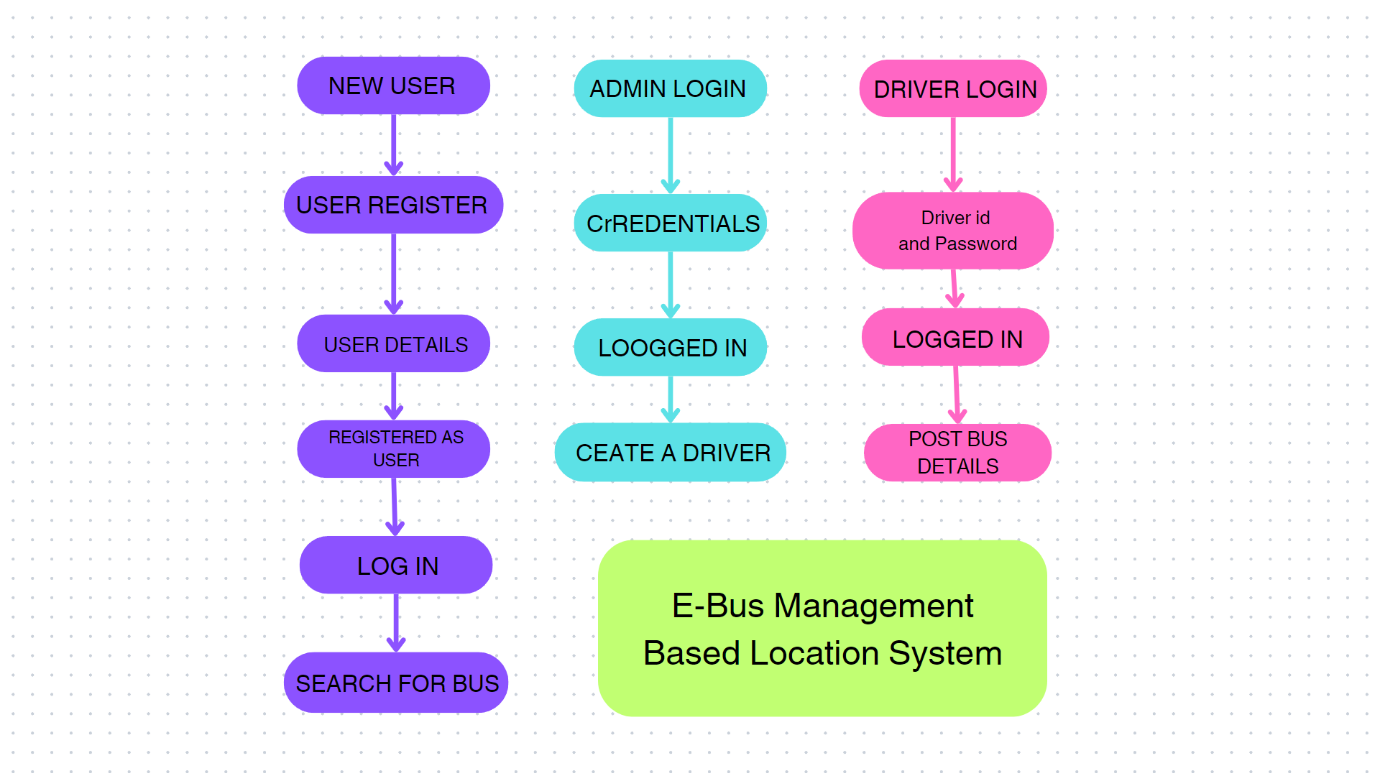 NEW USER
USER REGISTER
USER DETAILS
REGISTERED AS
USER
LOG IN
SEARCH FOR BUS
ADMIN LOGIN
CrREDENTIALS
LOOGGED IN
CEATE A DRIVER
DRIVER LOGIN
Driver id
and Password
LOGGED IN
POST BUS
DETAILS
E-Bus Management
Based Location System